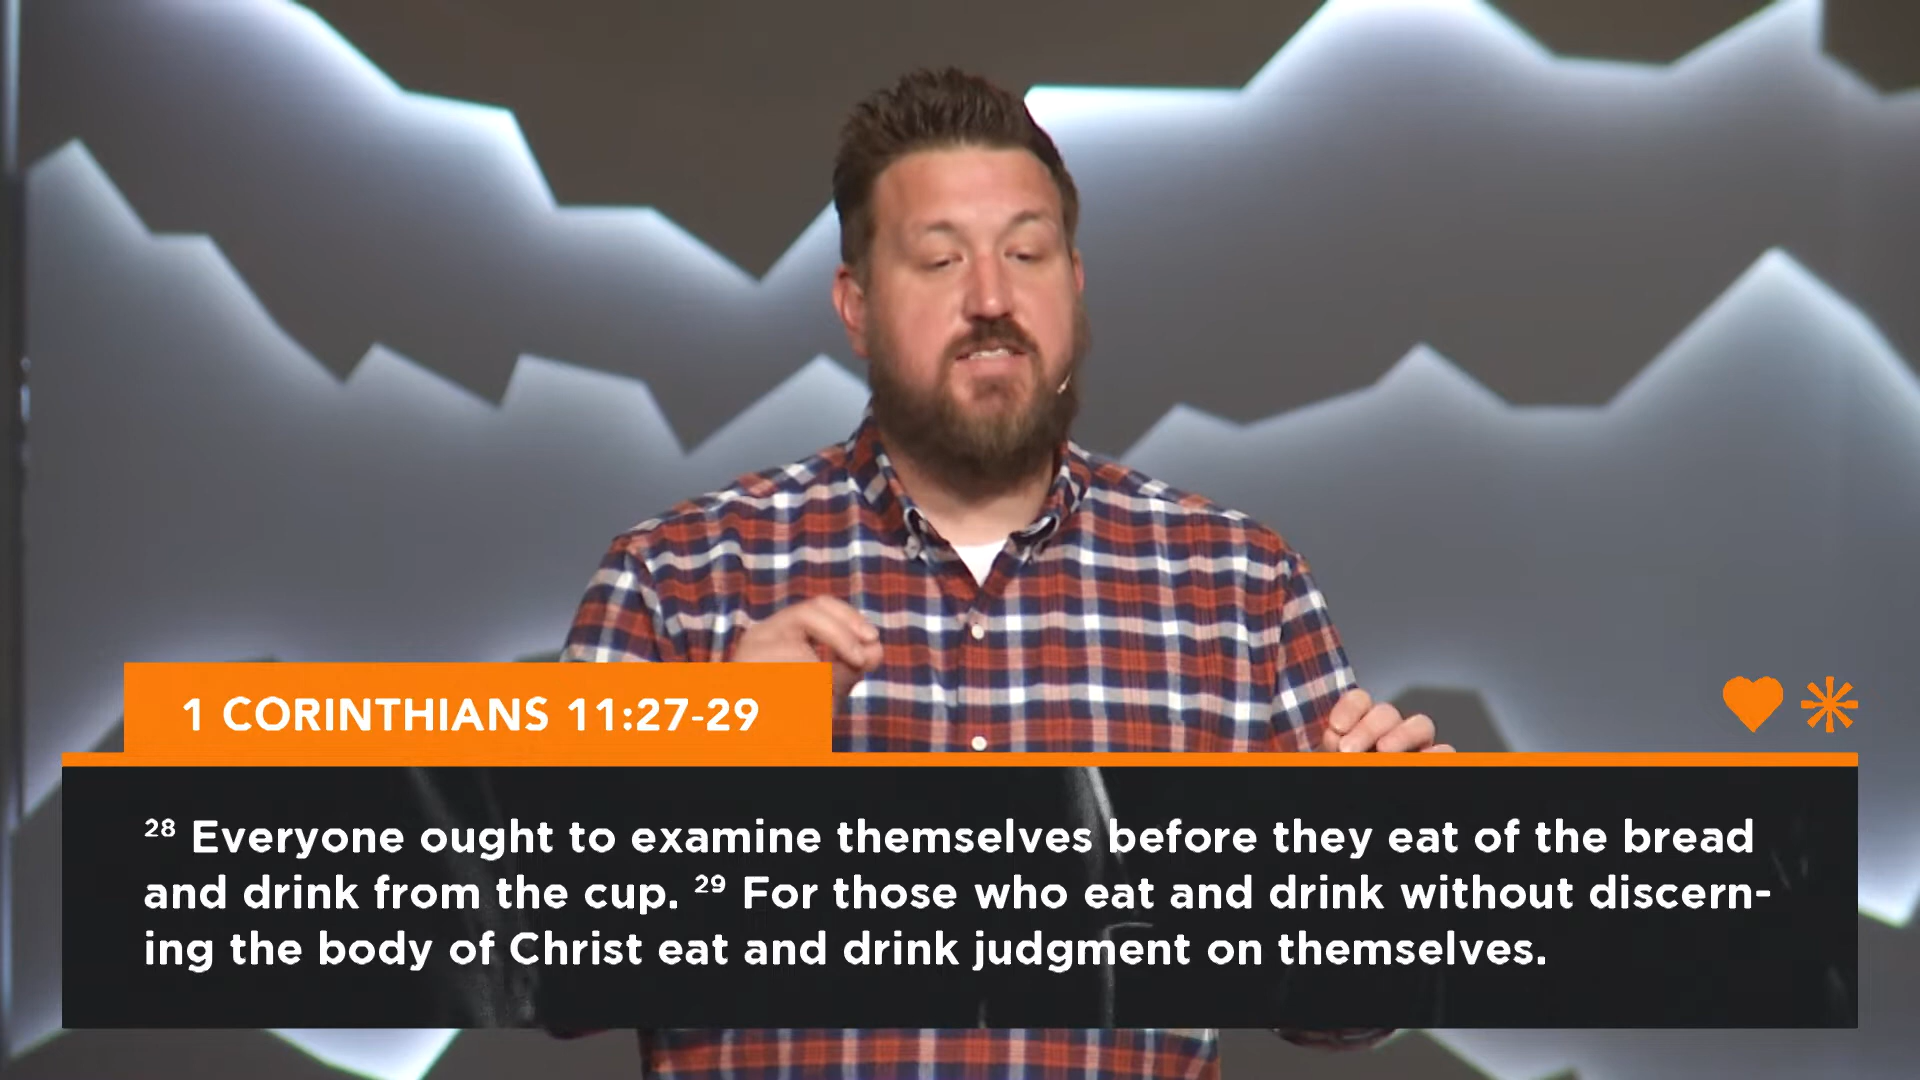 1 CORINTHIANS 11:27-29
28 Everyone ought to examine themselves before they eat of the bread
and drink from the cup. 29 For those who eat and drink without discern-
ing the body of Christ eat and drink judgment on themselves.